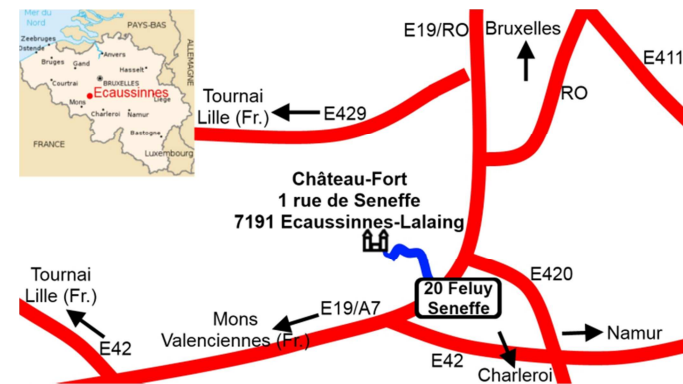 Mer du
Nord
PAYS-BAS
Zeebruges
Ostende
Anvers
Bruges
Gand
ALLEMAGNE
Hasselt
Courtrai
BRUXELLES
Ecaussinnes
Liège
Mons
Charleroi
Namur
Bastogne
FRANCE
Luxembourg
E19/RO
Bruxelles
E411
RO
Tournai
Lille (Fr.)
E429
Château-Fort
1 rue de Seneffe
7191 Ecaussinnes-Lalaing
E420
20 Feluy
Seneffe
Tournai
Lille (Fr.)
E19/A7
Mons
Valenciennes (Fr.)
E42
Namur
E42
Charleroi